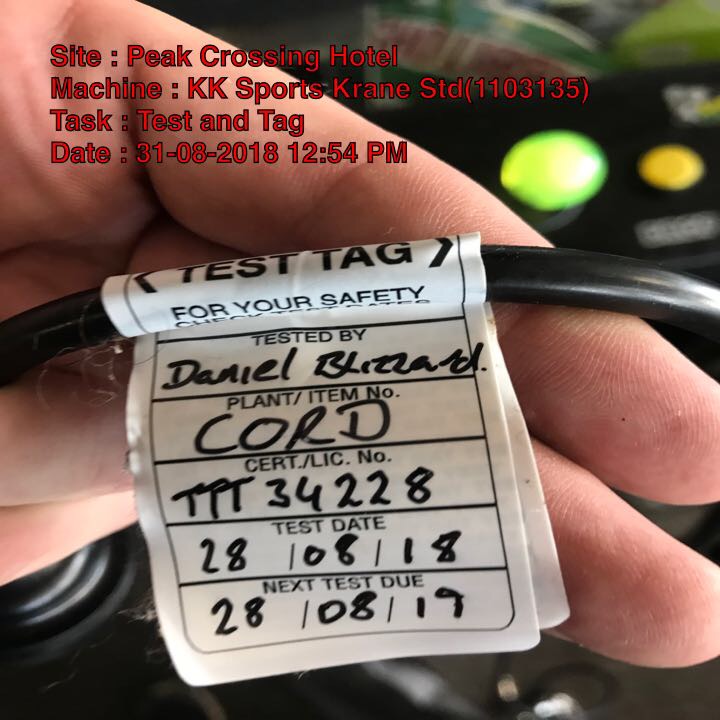 Site : Peak Crossing Hotel
Machine : KK Sports Krane Std(1103135)
Task : Test and Tag
Date : 31-08-2018 12:54 PM
TEST TAG
FOR YOUR SAFETY
TESTED BY
Daniel Blizzard.
PLANT/ ITEM No.
CORD
CERT./LIC. No.
TPT 34228
TEST DATE
28 /08/18
NEXT TEST DUE
28 /08/19